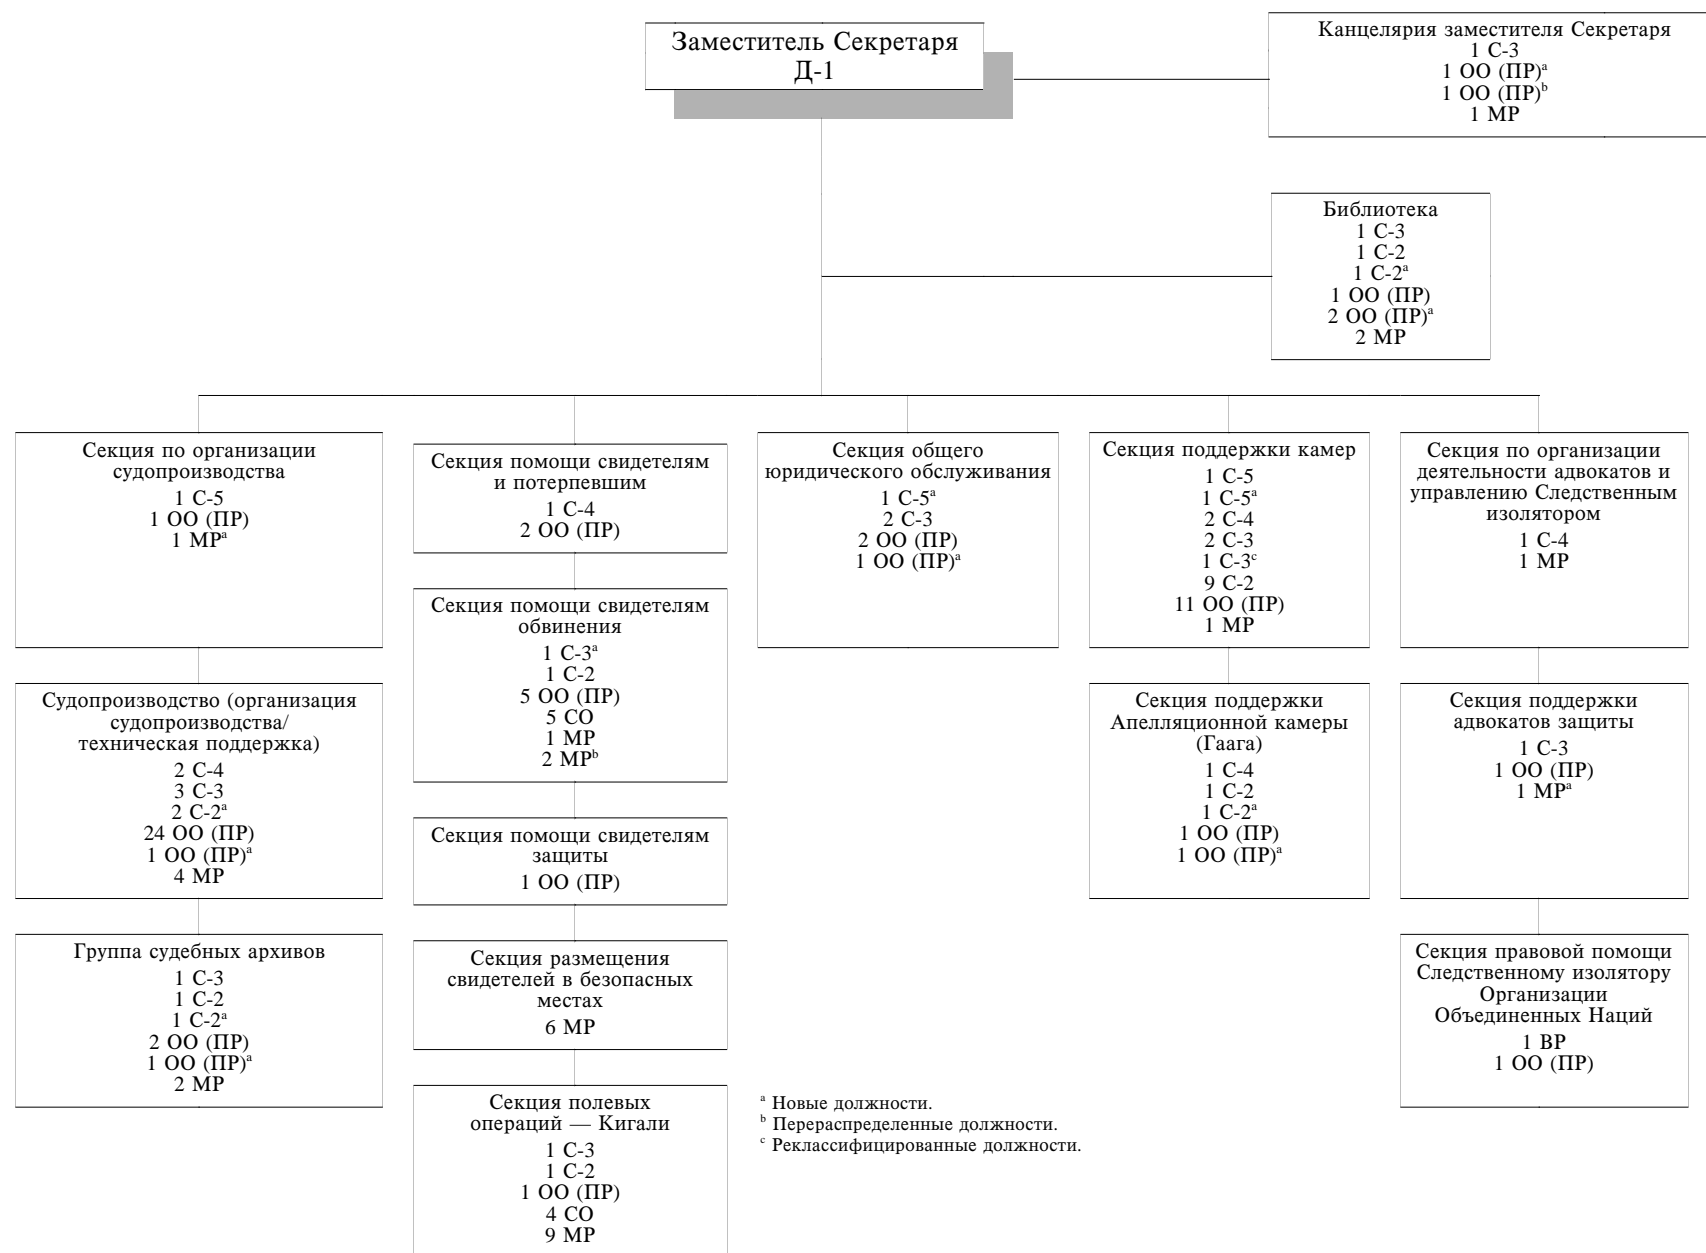 Заместитель Секретаря
Д-1
Канцелярия заместителя Секретаря
1 С-3
1 ОО (ПР)ᵃ
1 ОО (ПР)ᵇ
1 МР
Библиотека
1 С-3
1 С-2
1 С-2ᵃ
1 ОО (ПР)
2 ОО (ПР)ᵃ
2 МР
Секция по организации
судопроизводства
1 С-5
1 ОО (ПР)
1 МРᵃ
Судопроизводство (организация
судопроизводства/
техническая поддержка)
2 С-4
3 С-3
2 С-2ᵃ
24 ОО (ПР)
1 ОО (ПР)ᵃ
4 МР
Группа судебных архивов
1 С-3
1 С-2
1 С-2ᵃ
2 ОО (ПР)
1 ОО (ПР)ᵃ
2 МР
Секция помощи свидетелям
и потерпевшим
1 С-4
2 ОО (ПР)
Секция помощи свидетелям
обвинения
1 С-3ᵃ
1 С-2
5 ОО (ПР)
5 СО
1 МР
2 МРᵇ
Секция помощи свидетелям
защиты
1 ОО (ПР)
Секция размещения
свидетелей в безопасных
местах
6 МР
Секция полевых
операций — Кигали
1 С-3
1 С-2
1 ОО (ПР)
4 СО
9 МР
Секция общего
юридического обслуживания
1 С-5ᵃ
2 С-3
2 ОО (ПР)
1 ОО (ПР)ᵃ
Секция поддержки камер
1 С-5
1 С-5ᵃ
2 С-4
2 С-3
1 С-3ᶜ
9 С-2
11 ОО (ПР)
1 МР
Секция поддержки
Апелляционной камеры
(Гаага)
1 С-4
1 С-2
1 С-2ᵃ
1 ОО (ПР)
1 ОО (ПР)ᵃ
Секция по организации
деятельности адвокатов и
управлению Следственным
изолятором
1 С-4
1 МР
Секция поддержки
адвокатов защиты
1 С-3
1 ОО (ПР)
1 МРᵃ
Секция правовой помощи
Следственному изолятору
Организации
Объединенных Наций
1 ВР
1 ОО (ПР)
ᵃ Новые должности.
ᵇ Перераспределенные должности.
ᶜ Реклассифицированные должности.